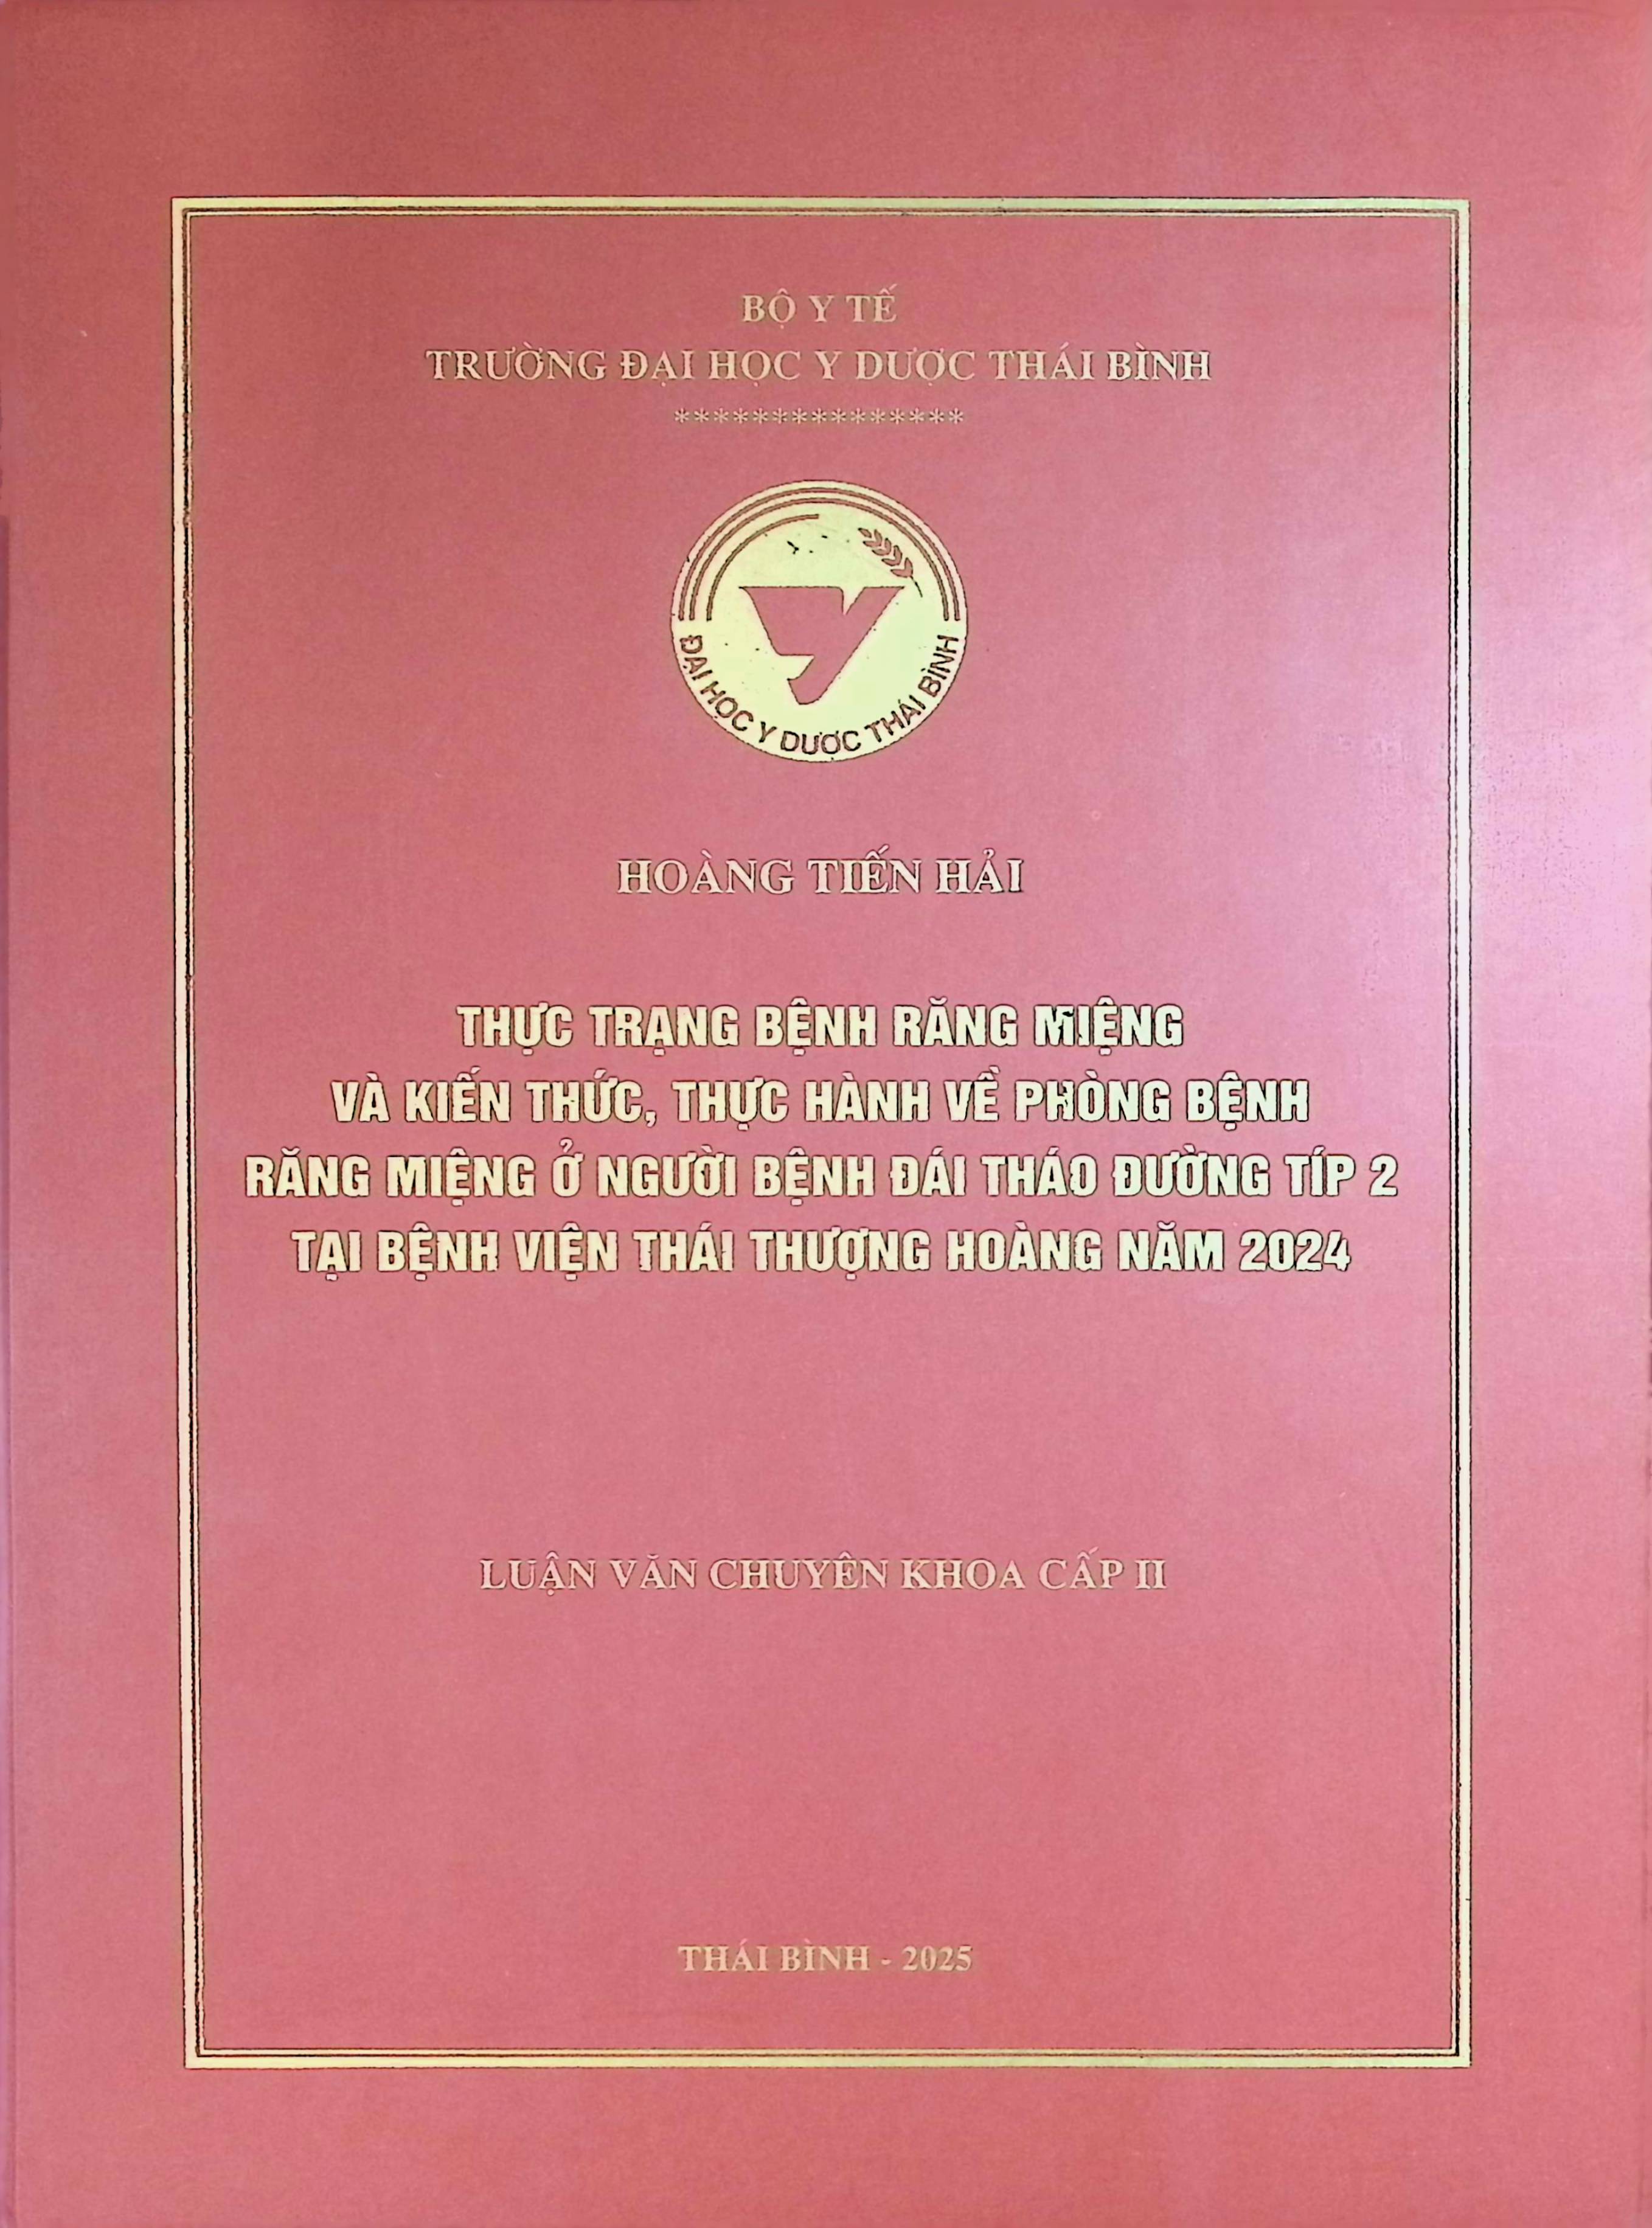 BỘ Y TẾ
TRƯỜNG ĐẠI HỌC Y DƯỢC THÁI BÌNH
***************
ĐẠI HỌC Y DƯỢC THÁI BÌNH
HOÀNG TIẾN HẢI
THỰC TRẠNG BỆNH RĂNG MIỆNG
VÀ KIẾN THỨC, THỰC HÀNH VỀ PHÒNG BỆNH
RĂNG MIỆNG Ở NGƯỜI BỆNH ĐÁI THÁO ĐƯỜNG TÍP 2
TẠI BỆNH VIỆN THÁI THƯỢNG HOÀNG NĂM 2024
LUẬN VĂN CHUYÊN KHOA CẤP II
THÁI BÌNH - 2025